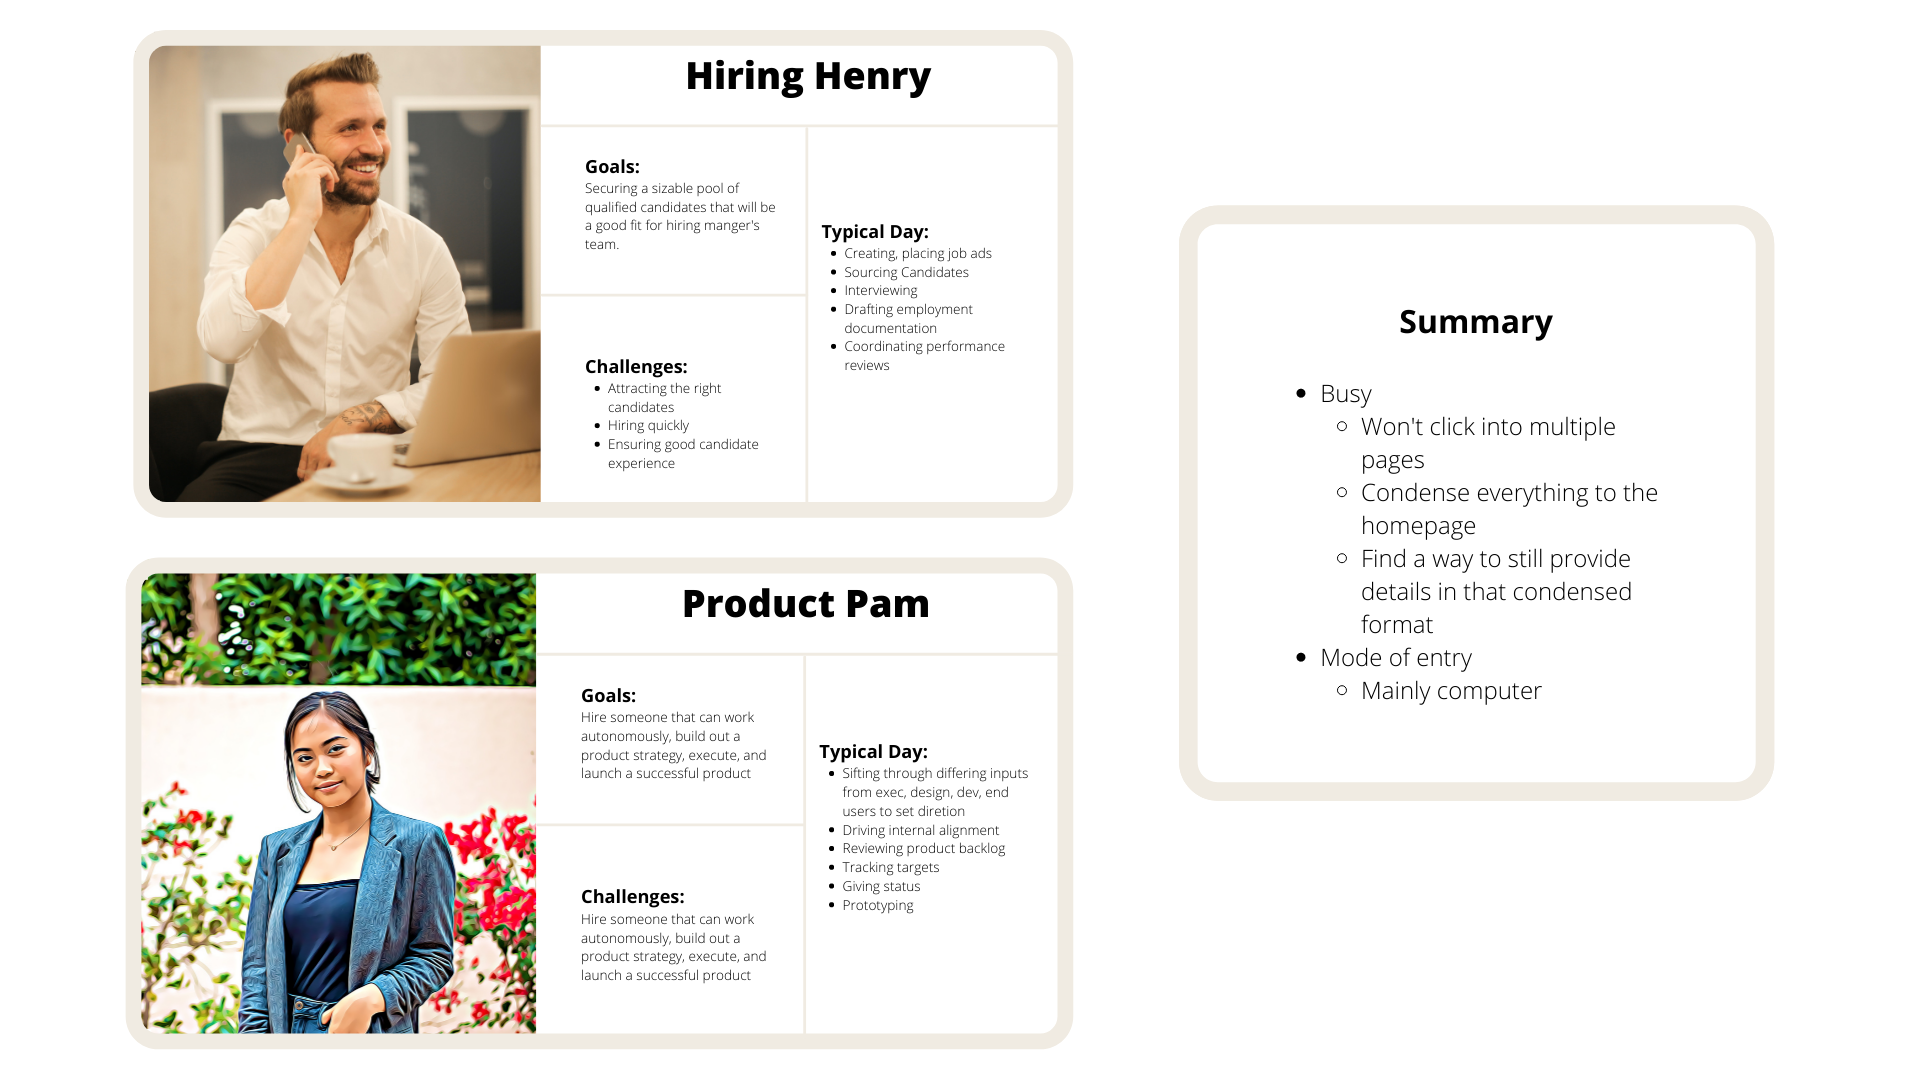 Hiring Henry
Goals:
Securing a sizable pool of
qualified candidates that will be
a good fit for hiring manger's
team.
Challenges:
• Attracting the right
candidates
• Hiring quickly
• Ensuring good candidate
experience
Typical Day:
• Creating, placing job ads
• Sourcing Candidates
• Interviewing
• Drafting employment
documentation
• Coordinating performance
reviews
Product Pam
Goals:
Hire someone that can work
autonomously, build out a
product strategy, execute, and
launch a successful product
Challenges:
Hire someone that can work
autonomously, build out a
product strategy, execute, and
launch a successful product
Typical Day:
• Sifting through differing inputs
from exec, design, dev, end
users to set diretion
• Driving internal alignment
• Reviewing product backlog
• Tracking targets
• Giving status
• Prototyping
Summary
• Busy
○ Won't click into multiple
pages
○ Condense everything to the
homepage
○ Find a way to still provide
details in that condensed
format
• Mode of entry
○ Mainly computer